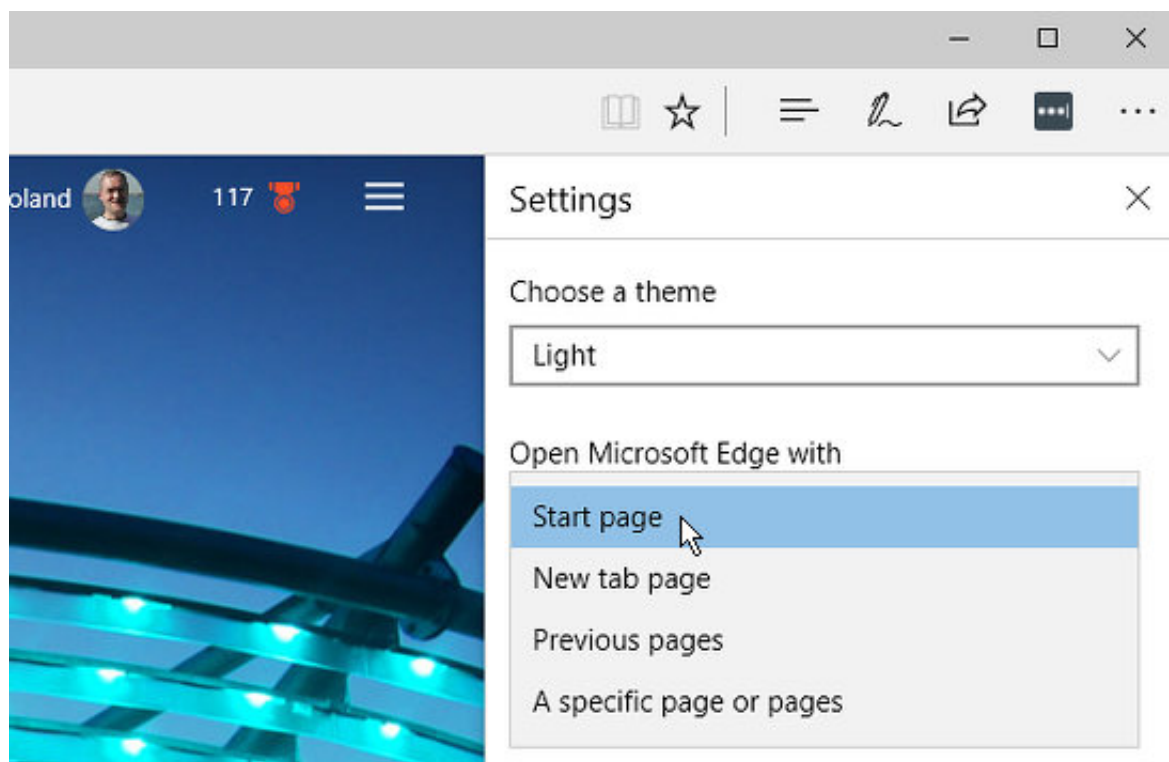 oland 117
Settings
Choose a theme
Light
Open Microsoft Edge with
Start page
New tab page
Previous pages
A specific page or pages